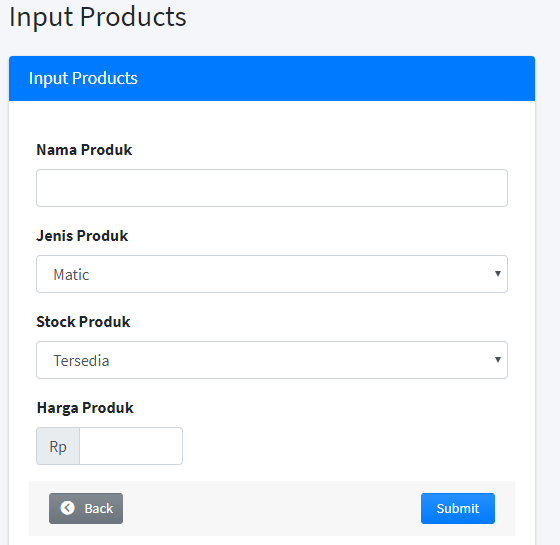 Input Products
Input Products
Nama Produk
Jenis Produk
Matic
Stock Produk
Tersedia
Harga Produk
Rp
Back
Submit